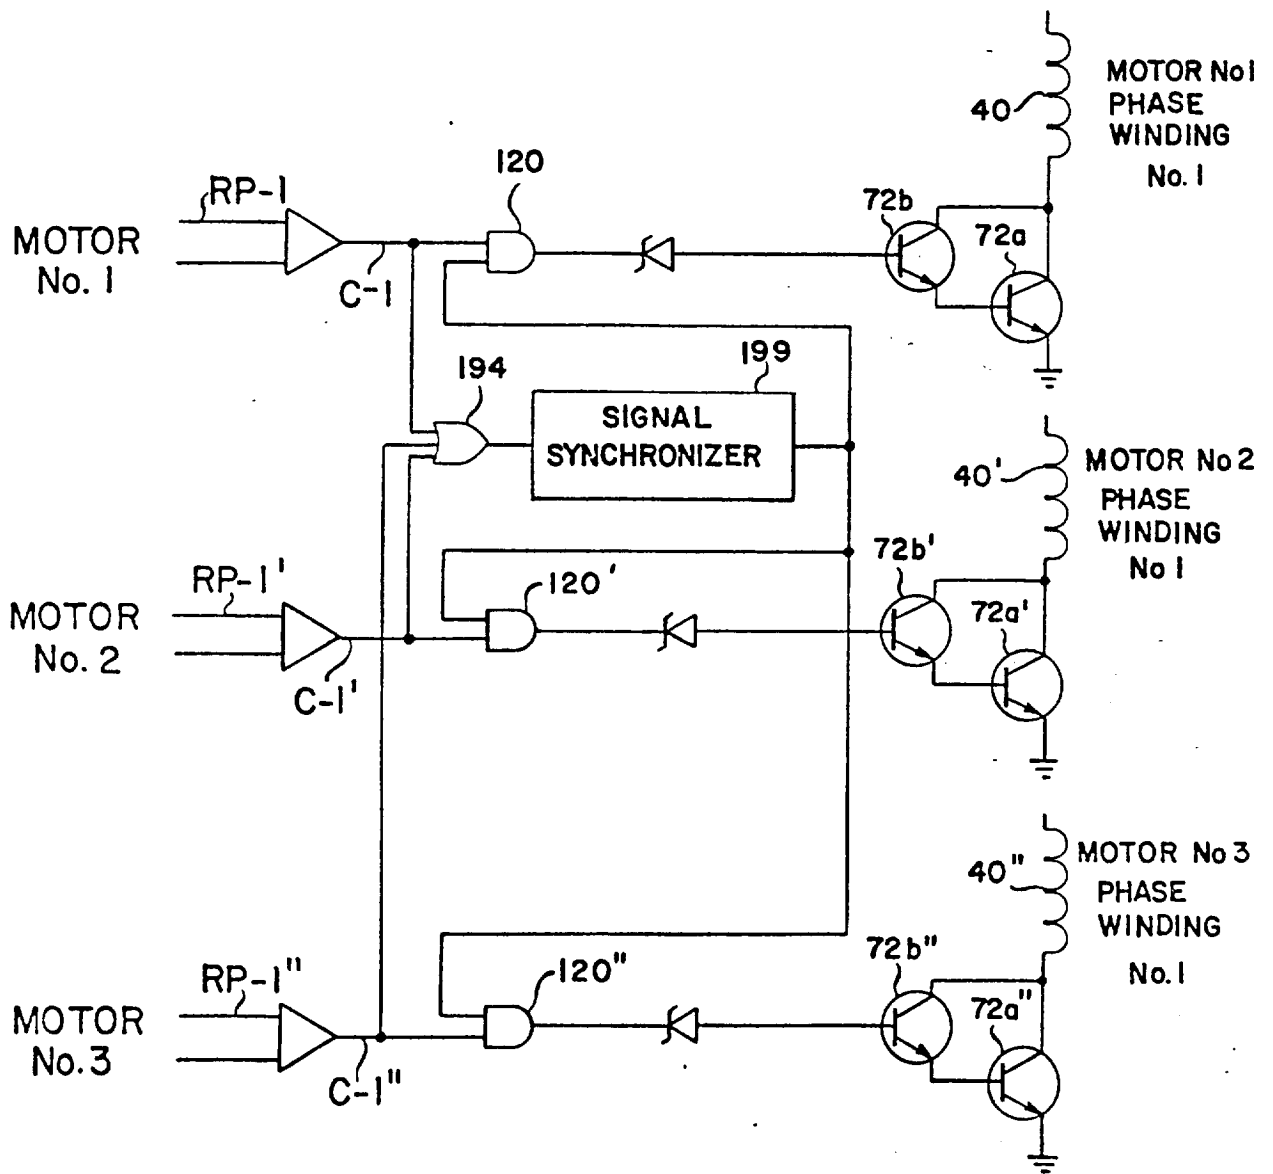 MOTOR No1
PHASE
WINDING
No. 1
40
120
RP-1
72b
72a
MOTOR
No. 1
C-1
199
194
SIGNAL
SYNCHRONIZER
40'
MOTOR No 2
PHASE
WINDING
No 1
72b'
RP-1'
120'
72a'
MOTOR
No. 2
C-1'
40"
MOTOR No 3
PHASE
WINDING
No. 1
72b"
RP-1"
120"
72a"
MOTOR
No. 3
C-1"